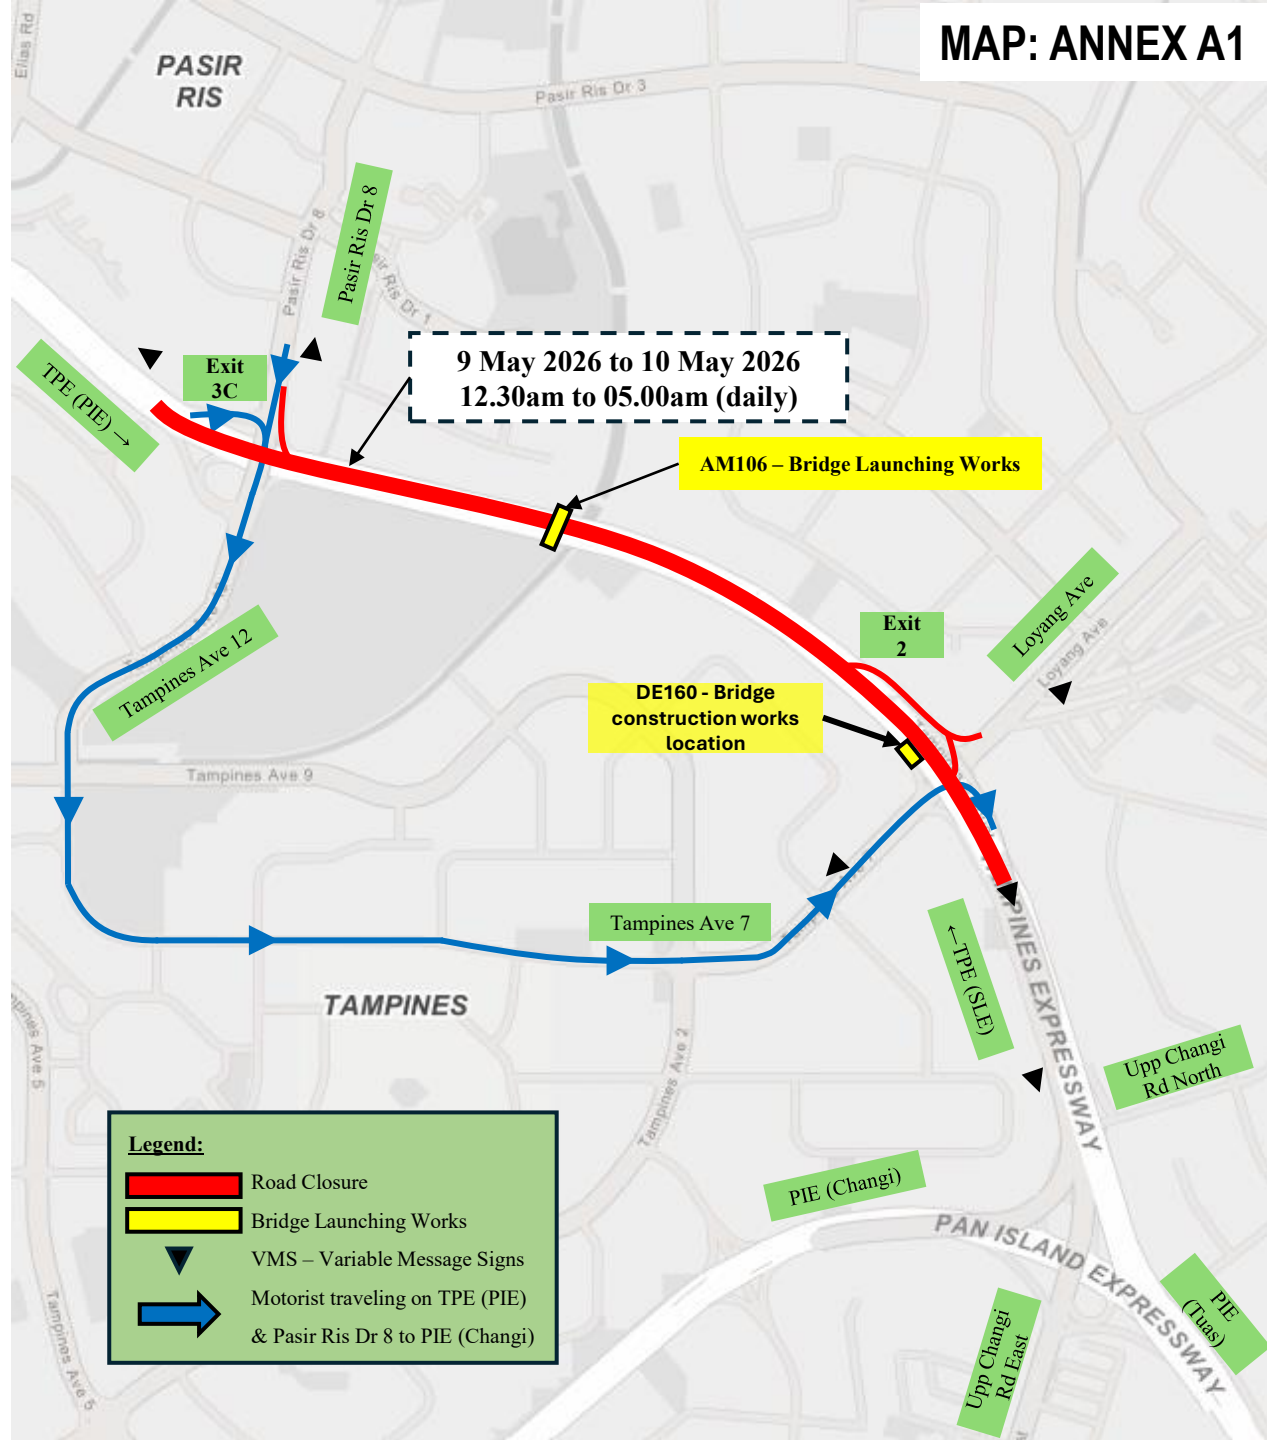 MAP: ANNEX A1
Elias Rd
PASIR
RIS
Pasir Ris Dr 3
Pasir Ris Dr 8
Pasir Ris Dr 8
Ris Dr 1
9 May 2026 to 10 May 2026
12.30am to 05.00am (daily)
TPE (PIE) →
Exit
3C
AM106 – Bridge Launching Works
Loyang Ave
Loyang Ave
Exit
2
Tampines Ave 12
DE160 - Bridge
construction works
location
Tampines Ave 9
Tampines Ave 7
←TPE (SLE)
PINES EXPRESSWAY
TAMPINES
Tampines Ave 2
Ave 5
Upp Changi
Rd North
PIE (Changi)
PAN ISLAND EXPRESSWAY
PIE
(Tuas)
Upp Changi
Rd East
Tampines Ave 5
Legend:
Road Closure
Bridge Launching Works
VMS – Variable Message Signs
Motorist traveling on TPE (PIE)
& Pasir Ris Dr 8 to PIE (Changi)